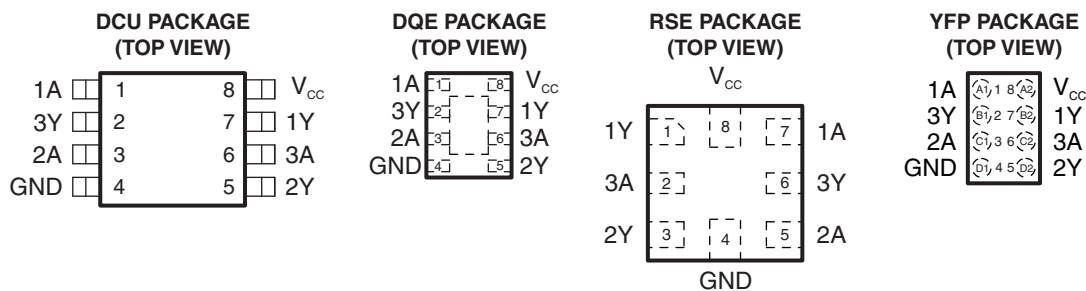 DCU PACKAGE
(TOP VIEW)
1A 1 8 VCC
3Y 2 7 1Y
2A 3 6 3A
GND 4 5 2Y
DQE PACKAGE
(TOP VIEW)
1A 1 8 VCC
3Y 2 7 1Y
2A 3 6 3A
GND 4 5 2Y
RSE PACKAGE
(TOP VIEW)
VCC
1Y 1 8 7 1A
3A 2 6 3Y
2Y 3 4 5 2A
GND
YFP PACKAGE
(TOP VIEW)
1A A1 1 8 A2 VCC
3Y B1 2 7 B2 1Y
2A C1 3 6 C2 3A
GND D1 4 5 D2 2Y